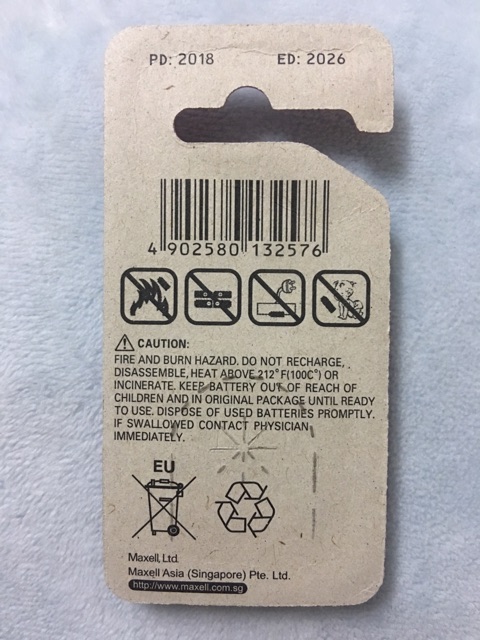 PD: 2018 ED: 2026
4 902580 132576
CAUTION:
FIRE AND BURN HAZARD. DO NOT RECHARGE,
DISASSEMBLE, HEAT ABOVE 212°F(100C°) OR
INCINERATE. KEEP BATTERY OUT OF REACH OF
CHILDREN AND IN ORIGINAL PACKAGE UNTIL READY
TO USE. DISPOSE OF USED BATTERIES PROMPTLY.
IF SWALLOWED CONTACT PHYSICIAN
IMMEDIATELY.
EU
Maxell, Ltd.
Maxell Asia (Singapore) Pte. Ltd.
http://www.maxell.com.sg